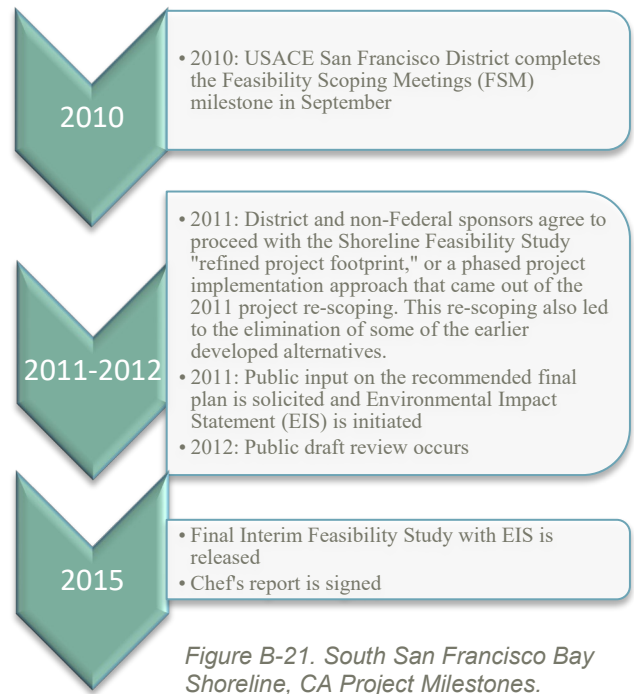 2010
• 2010: USACE San Francisco District completes
the Feasibility Scoping Meetings (FSM)
milestone in September
2011-2012
• 2011: District and non-Federal sponsors agree to
proceed with the Shoreline Feasibility Study
"refined project footprint," or a phased project
implementation approach that came out of the
2011 project re-scoping. This re-scoping also led
to the elimination of some of the earlier
developed alternatives.
• 2011: Public input on the recommended final
plan is solicited and Environmental Impact
Statement (EIS) is initiated
• 2012: Public draft review occurs
2015
• Final Interim Feasibility Study with EIS is
released
• Chef's report is signed
Figure B-21. South San Francisco Bay
Shoreline, CA Project Milestones.